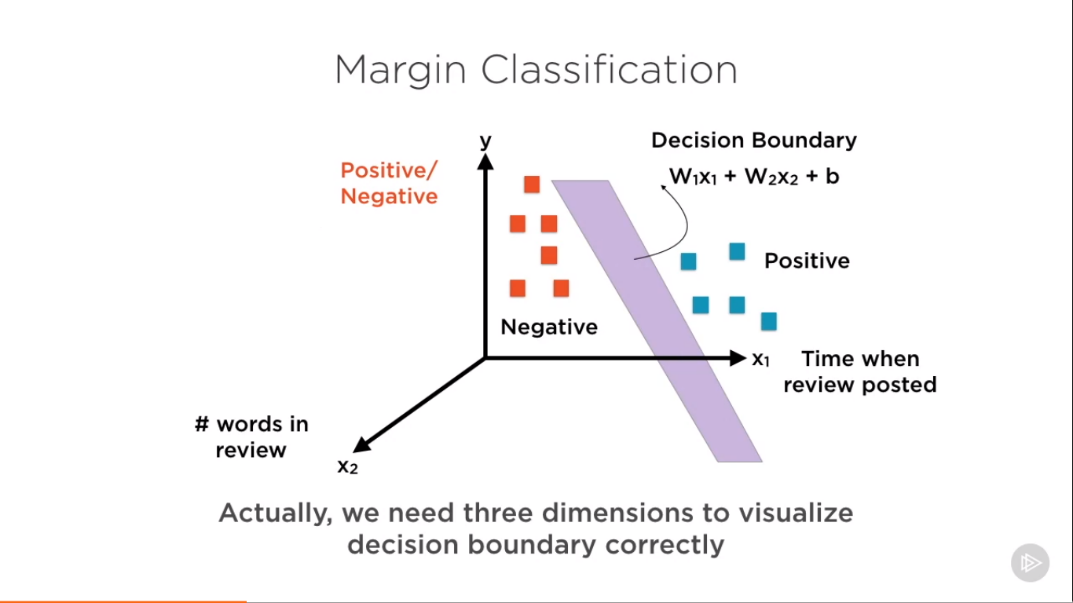 Margin Classification
y
Positive/
Negative
Decision Boundary
W₁x₁ + W₂x₂ + b
Positive
Negative
x₁
Time when
review posted
# words in
review
x₂
Actually, we need three dimensions to visualize
decision boundary correctly